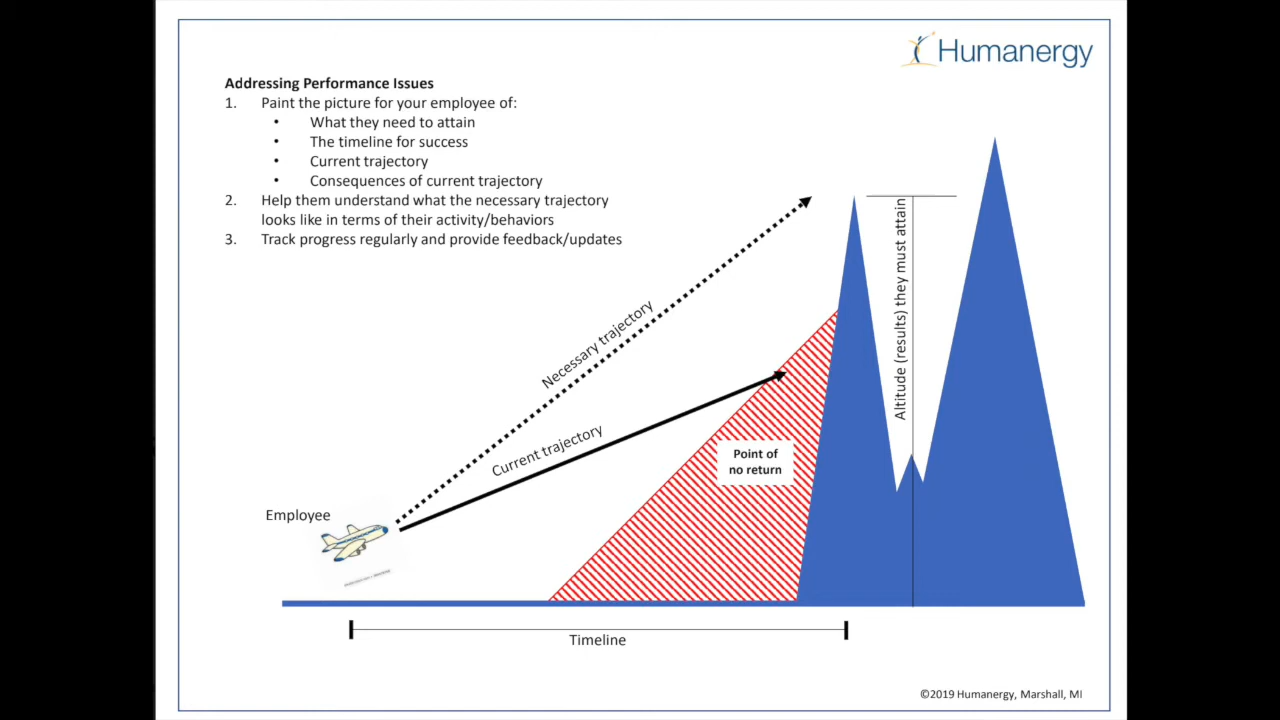 Humanergy
Addressing Performance Issues
1. Paint the picture for your employee of:
• What they need to attain
• The timeline for success
• Current trajectory
• Consequences of current trajectory
2. Help them understand what the necessary trajectory
looks like in terms of their activity/behaviors
3. Track progress regularly and provide feedback/updates
Altitude (results) they must attain
Necessary trajectory
Current trajectory
Point of
no return
Employee
Timeline
©2019 Humanergy, Marshall, MI